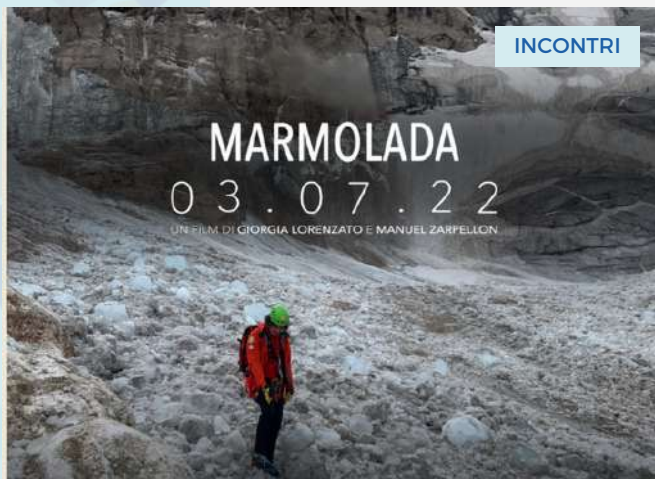 INCONTRI
MARMOLADA
03.07.22
UN FILM DI GIORGIA LORENZATO E MANUEL ZARPELLON